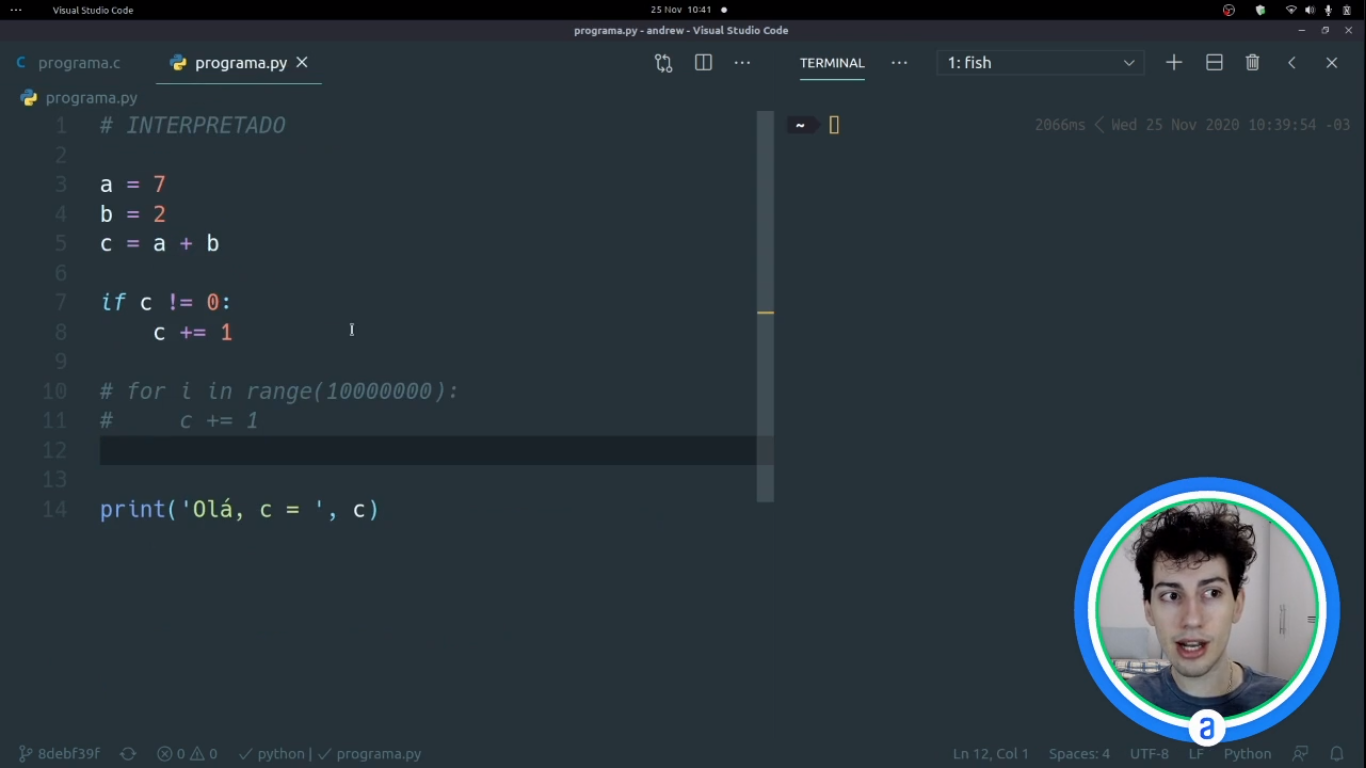 Visual Studio Code
25 Nov 10:41
programa.py - andrew - Visual Studio Code
C programa.c
programa.py
TERMINAL
1: fish
programa.py
1 # INTERPRETADO
2
3 a = 7
4 b = 2
5 c = a + b
6
7 if c != 0:
8     c += 1
9
10 # for i in range(10000000):
11 #     c += 1
12
13
14 print('Olá, c = ', c)
~
2066ms < Wed 25 Nov 2020 10:39:54 -03
a
8debf39f
0 0
python | programa.py
Ln 12, Col 1
Spaces: 4
UTF-8
LF
Python